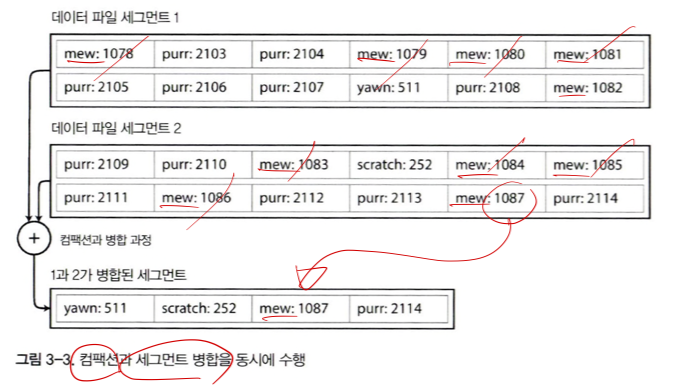 데이터 파일 세그먼트 1
mew: 1078 purr: 2103 purr: 2104 mew: 1079 mew: 1080 mew: 1081
purr: 2105 purr: 2106 purr: 2107 yawn: 511 purr: 2108 mew: 1082
데이터 파일 세그먼트 2
purr: 2109 purr: 2110 mew: 1083 scratch: 252 mew: 1084 mew: 1085
purr: 2111 mew: 1086 purr: 2112 purr: 2113 mew: 1087 purr: 2114
+ 컴팩션과 병합 과정
1과 2가 병합된 세그먼트
yawn: 511 scratch: 252 mew: 1087 purr: 2114
그림 3-3. 컴팩션과 세그먼트 병합을 동시에 수행